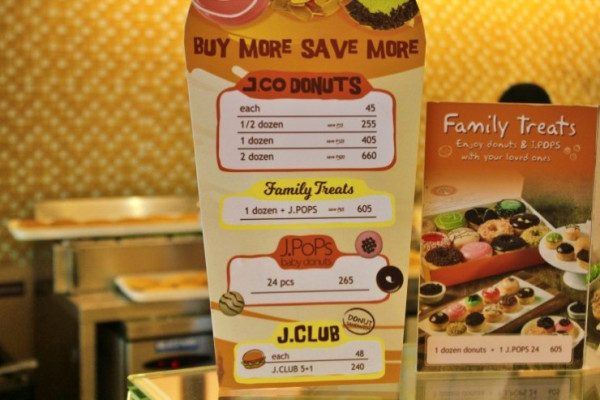 BUY MORE SAVE MORE
J.CO DONUTS
each 45
1/2 dozen 255
1 dozen 405
2 dozen 660
Family Treats
1 dozen + J.POPS 605
J.PoPs
baby donuts
24 pcs 265
DONUT
J.CLUB
each 48
J.CLUB 5+1 240
Family Treats
Enjoy donuts & J.POPS
with your loved ones
1 dozen donuts + 1 J.POPS 24 605